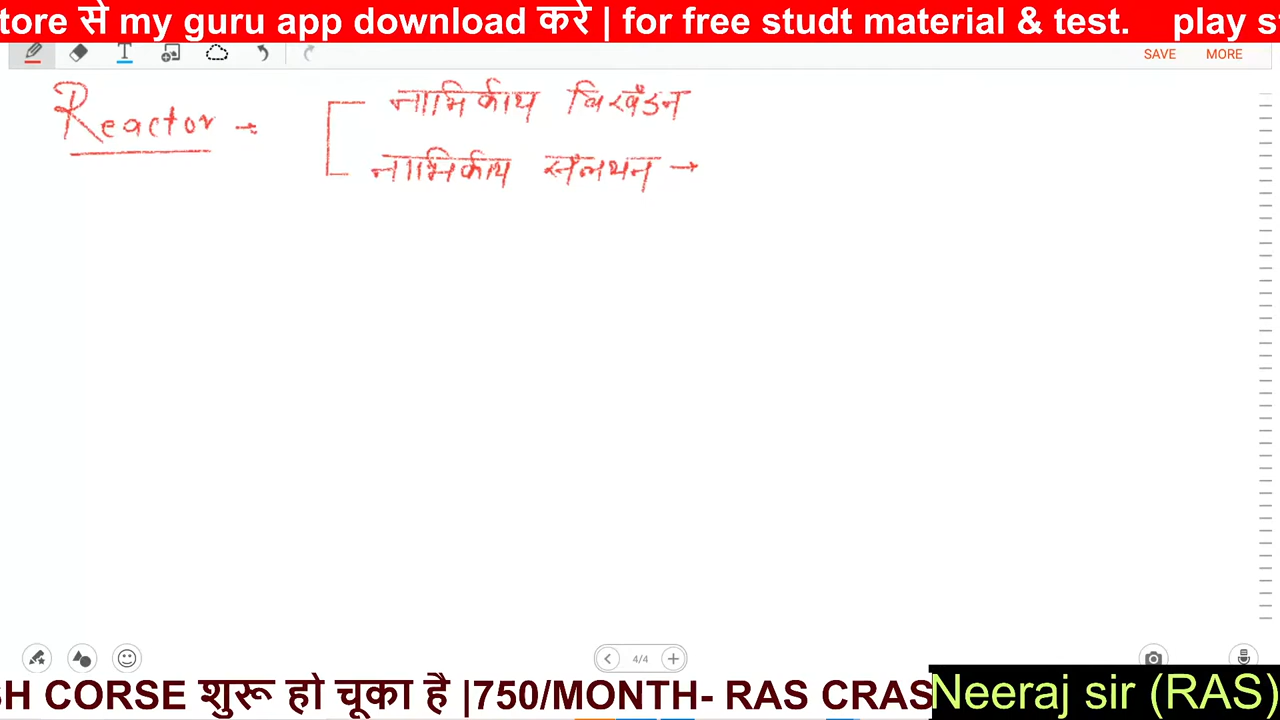 tore से my guru app download करे | for free studt material & test. play s
SAVE MORE
Reactor →
नाभिकीय विखंडन
नाभिकीय संलयन →
4/4
SH CORSE शुरू हो चूका है |750/MONTH- RAS CRAS
Neeraj sir (RAS)